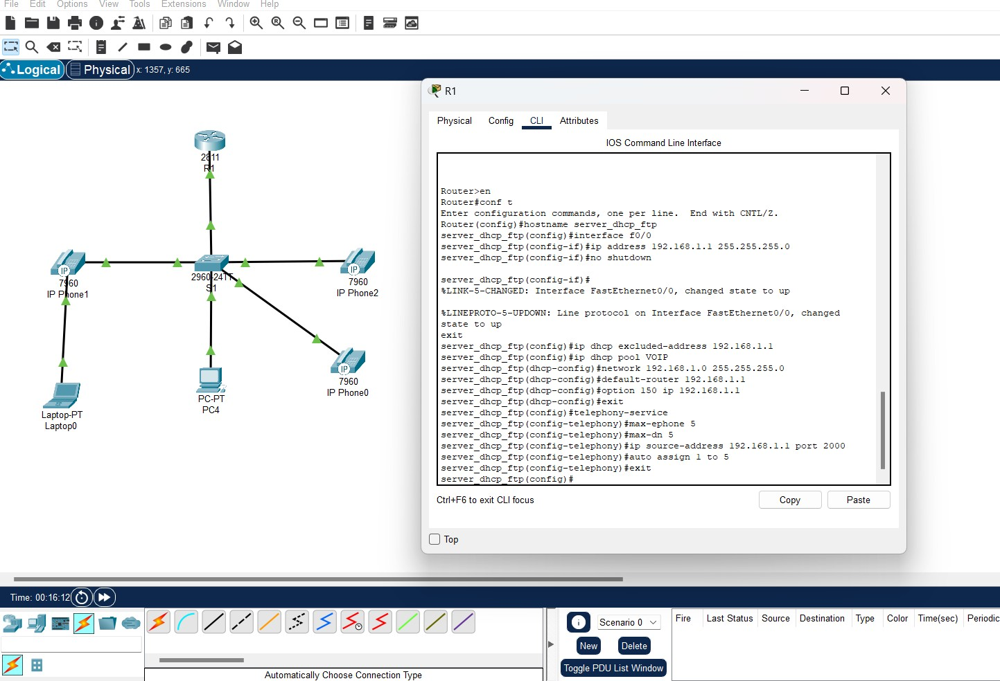 File Edit Options View Tools Extensions Window Help
Logical Physical x: 1357, y: 665
2811
R1
7960
IP Phone1
2960-24TT
S1
7960
IP Phone2
IP
IP
IP
7960
IP Phone0
PC-PT
PC4
Laptop-PT
Laptop0
R1
Physical Config CLI Attributes
IOS Command Line Interface
Router>en
Router#conf t
Enter configuration commands, one per line.  End with CNTL/Z.
Router(config)#hostname server_dhcp_ftp
server_dhcp_ftp(config)#interface f0/0
server_dhcp_ftp(config-if)#ip address 192.168.1.1 255.255.255.0
server_dhcp_ftp(config-if)#no shutdown
server_dhcp_ftp(config-if)#
%LINK-5-CHANGED: Interface FastEthernet0/0, changed state to up
%LINEPROTO-5-UPDOWN: Line protocol on Interface FastEthernet0/0, changed
state to up
exit
server_dhcp_ftp(config)#ip dhcp excluded-address 192.168.1.1
server_dhcp_ftp(config)#ip dhcp pool VOIP
server_dhcp_ftp(dhcp-config)#network 192.168.1.0 255.255.255.0
server_dhcp_ftp(dhcp-config)#default-router 192.168.1.1
server_dhcp_ftp(dhcp-config)#option 150 ip 192.168.1.1
server_dhcp_ftp(dhcp-config)#exit
server_dhcp_ftp(config)#telephony-service
server_dhcp_ftp(config-telephony)#max-ephone 5
server_dhcp_ftp(config-telephony)#max-dn 5
server_dhcp_ftp(config-telephony)#ip source-address 192.168.1.1 port 2000
server_dhcp_ftp(config-telephony)#auto assign 1 to 5
server_dhcp_ftp(config-telephony)#exit
server_dhcp_ftp(config)#
Ctrl+F6 to exit CLI focus
Copy Paste
Top
Time: 00:16:12
Automatically Choose Connection Type
Scenario 0
New Delete
Toggle PDU List Window
Fire Last Status Source Destination Type Color Time(sec) Periodic